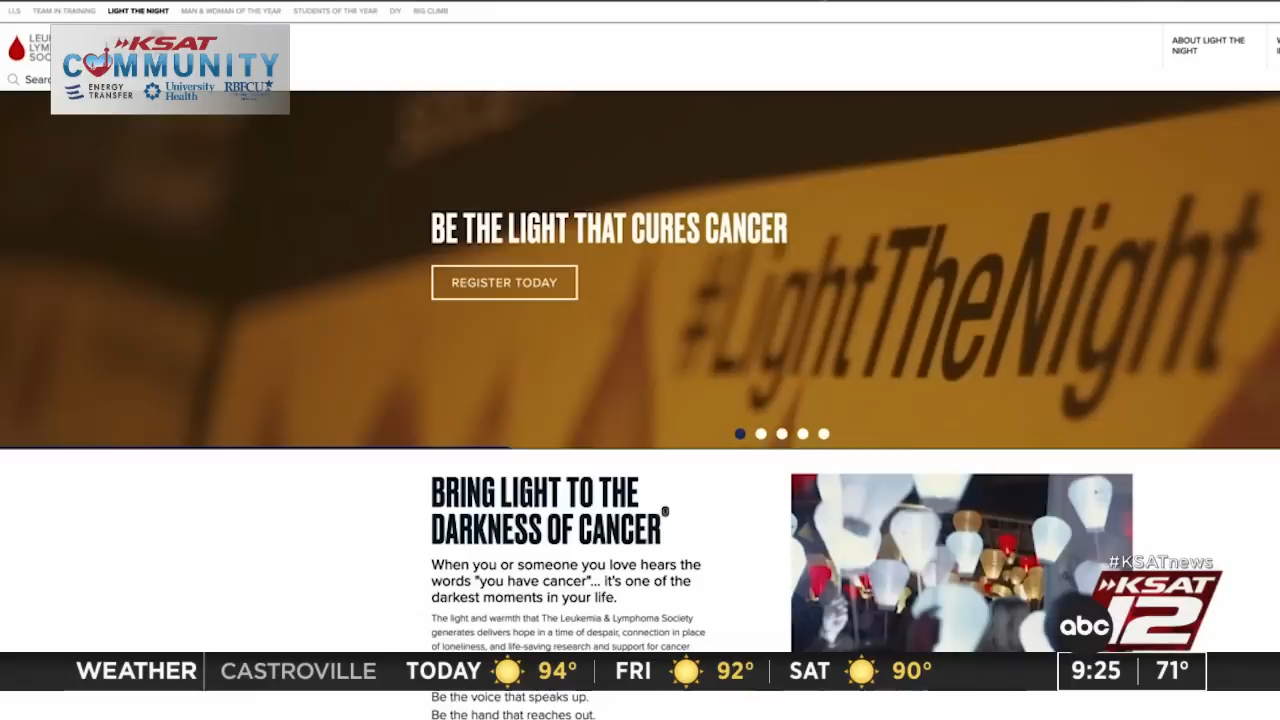 LLS TEAM IN TRAINING LIGHT THE NIGHT MAN & WOMAN OF THE YEAR STUDENTS OF THE YEAR DIY BIG CLIMB
LEU
LYM
SOC
Sear
KSAT
COMMUNITY
ENERGY TRANSFER University Health RBFCU
ABOUT LIGHT THE
NIGHT
BE THE LIGHT THAT CURES CANCER
REGISTER TODAY
#LightTheNight
BRING LIGHT TO THE
DARKNESS OF CANCER®
When you or someone you love hears the
words "you have cancer"... it's one of the
darkest moments in your life.
The light and warmth that The Leukemia & Lymphoma Society
generates delivers hope in a time of despair, connection in place
of loneliness, and life-saving research and support for cancer
#KSATnews
KSAT
abc 12
WEATHER CASTROVILLE TODAY 94° FRI 92° SAT 90° 9:25 71°
Be the voice that speaks up.
Be the hand that reaches out.